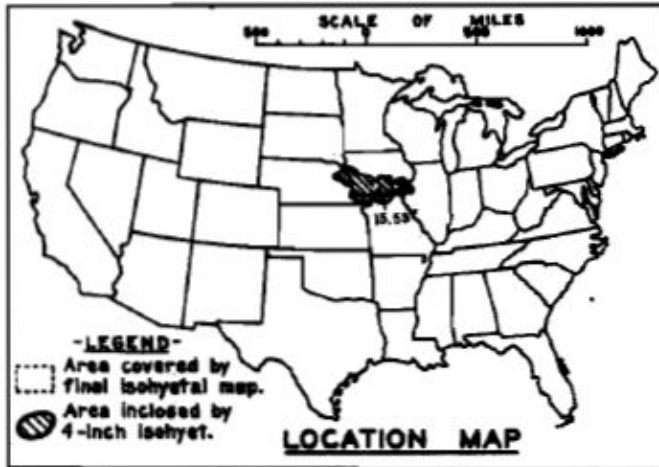 SCALE OF MILES
500 0 500 1000
15.55"
-LEGEND-
Area covered by
final isohyetal map.
Area inclosed by
4-inch isohyet.
LOCATION MAP